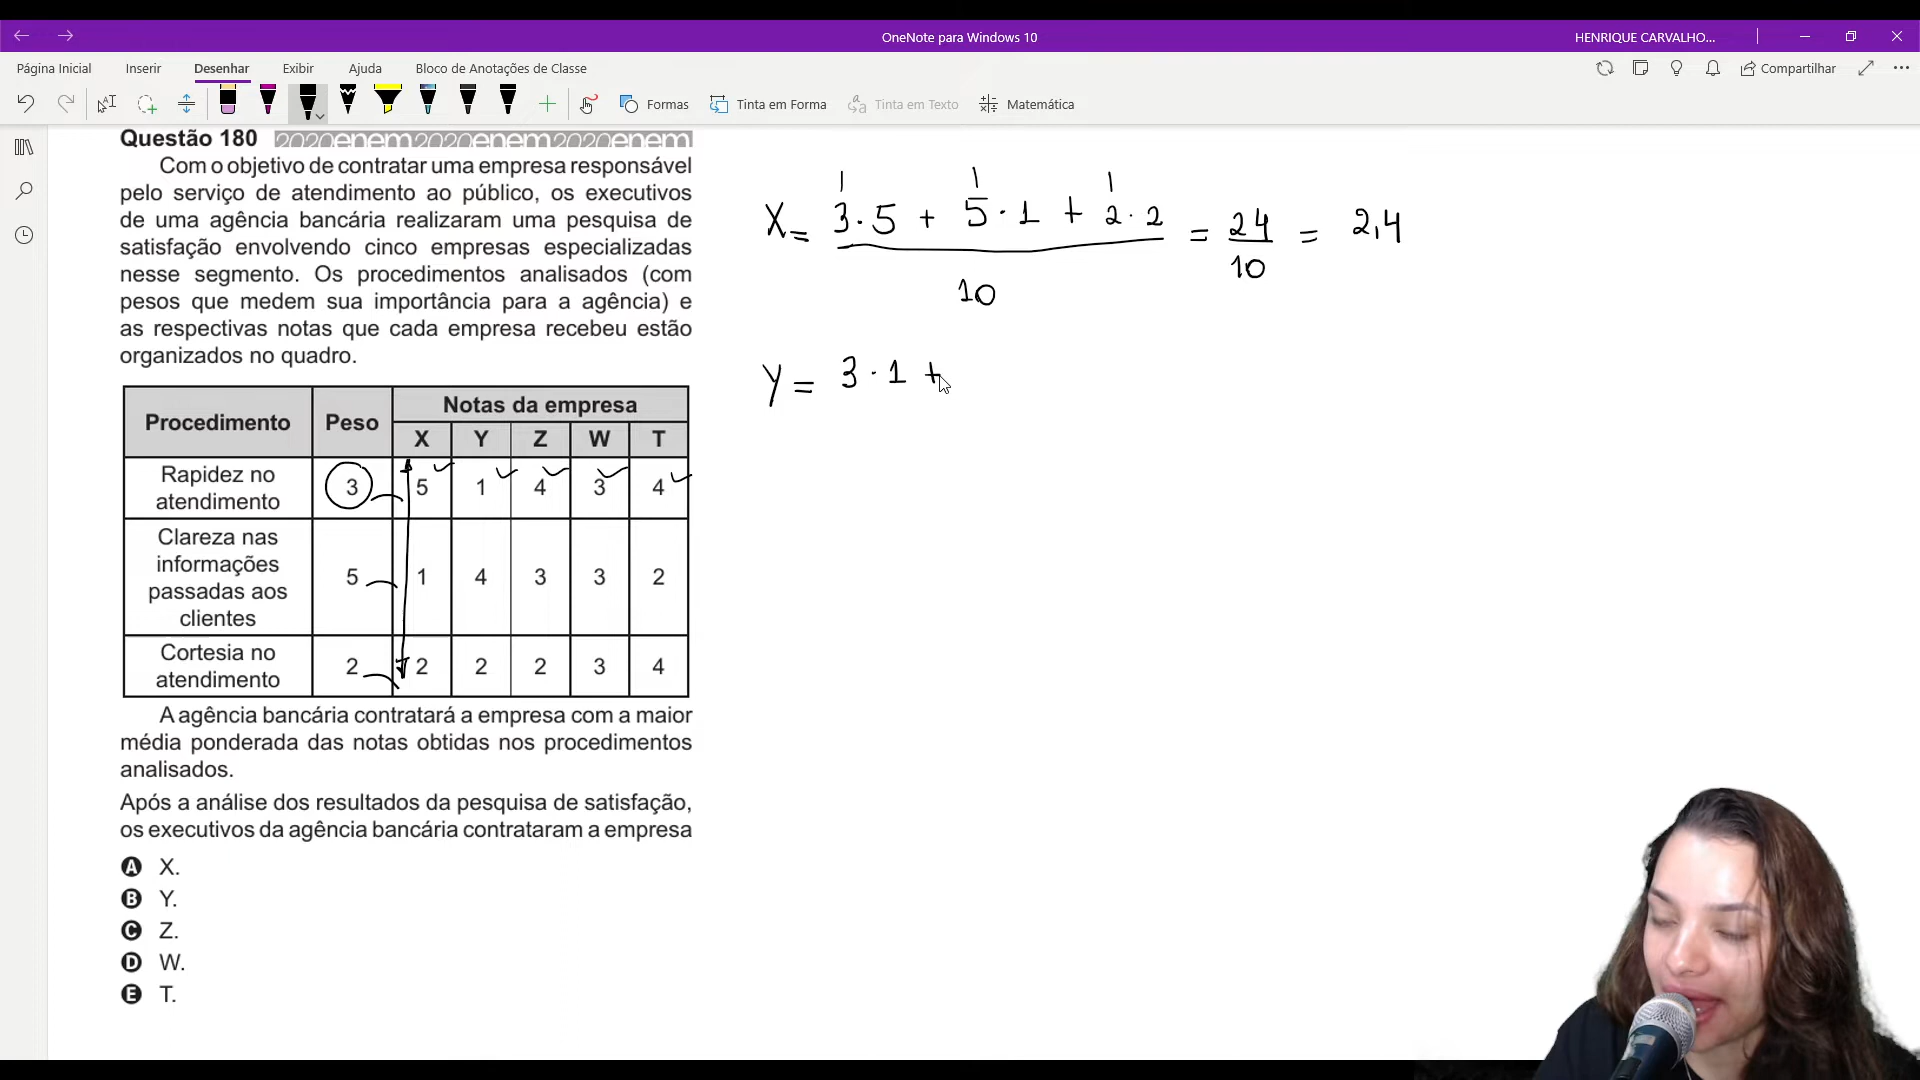 OneNote para Windows 10
HENRIQUE CARVALHO...
Página Inicial Inserir Desenhar Exibir Ajuda Bloco de Anotações de Classe
Compartilhar
Formas Tinta em Forma Tinta em Texto Matemática
Questão 180 2020enem2020enem2020enem
Com o objetivo de contratar uma empresa responsável
pelo serviço de atendimento ao público, os executivos
de uma agência bancária realizaram uma pesquisa de
satisfação envolvendo cinco empresas especializadas
nesse segmento. Os procedimentos analisados (com
pesos que medem sua importância para a agência) e
as respectivas notas que cada empresa recebeu estão
organizados no quadro.
Procedimento Peso Notas da empresa
X Y Z W T
Rapidez no
atendimento 3 5 1 4 3 4
Clareza nas
informações
passadas aos
clientes 5 1 4 3 3 2
Cortesia no
atendimento 2 2 2 2 3 4
A agência bancária contratará a empresa com a maior
média ponderada das notas obtidas nos procedimentos
analisados.
Após a análise dos resultados da pesquisa de satisfação,
os executivos da agência bancária contrataram a empresa
A X.
B Y.
C Z.
D W.
E T.
X = 3 · 5 + 5 · 1 + 2 · 2 = 24 = 2,4
10 10
Y = 3 · 1 +